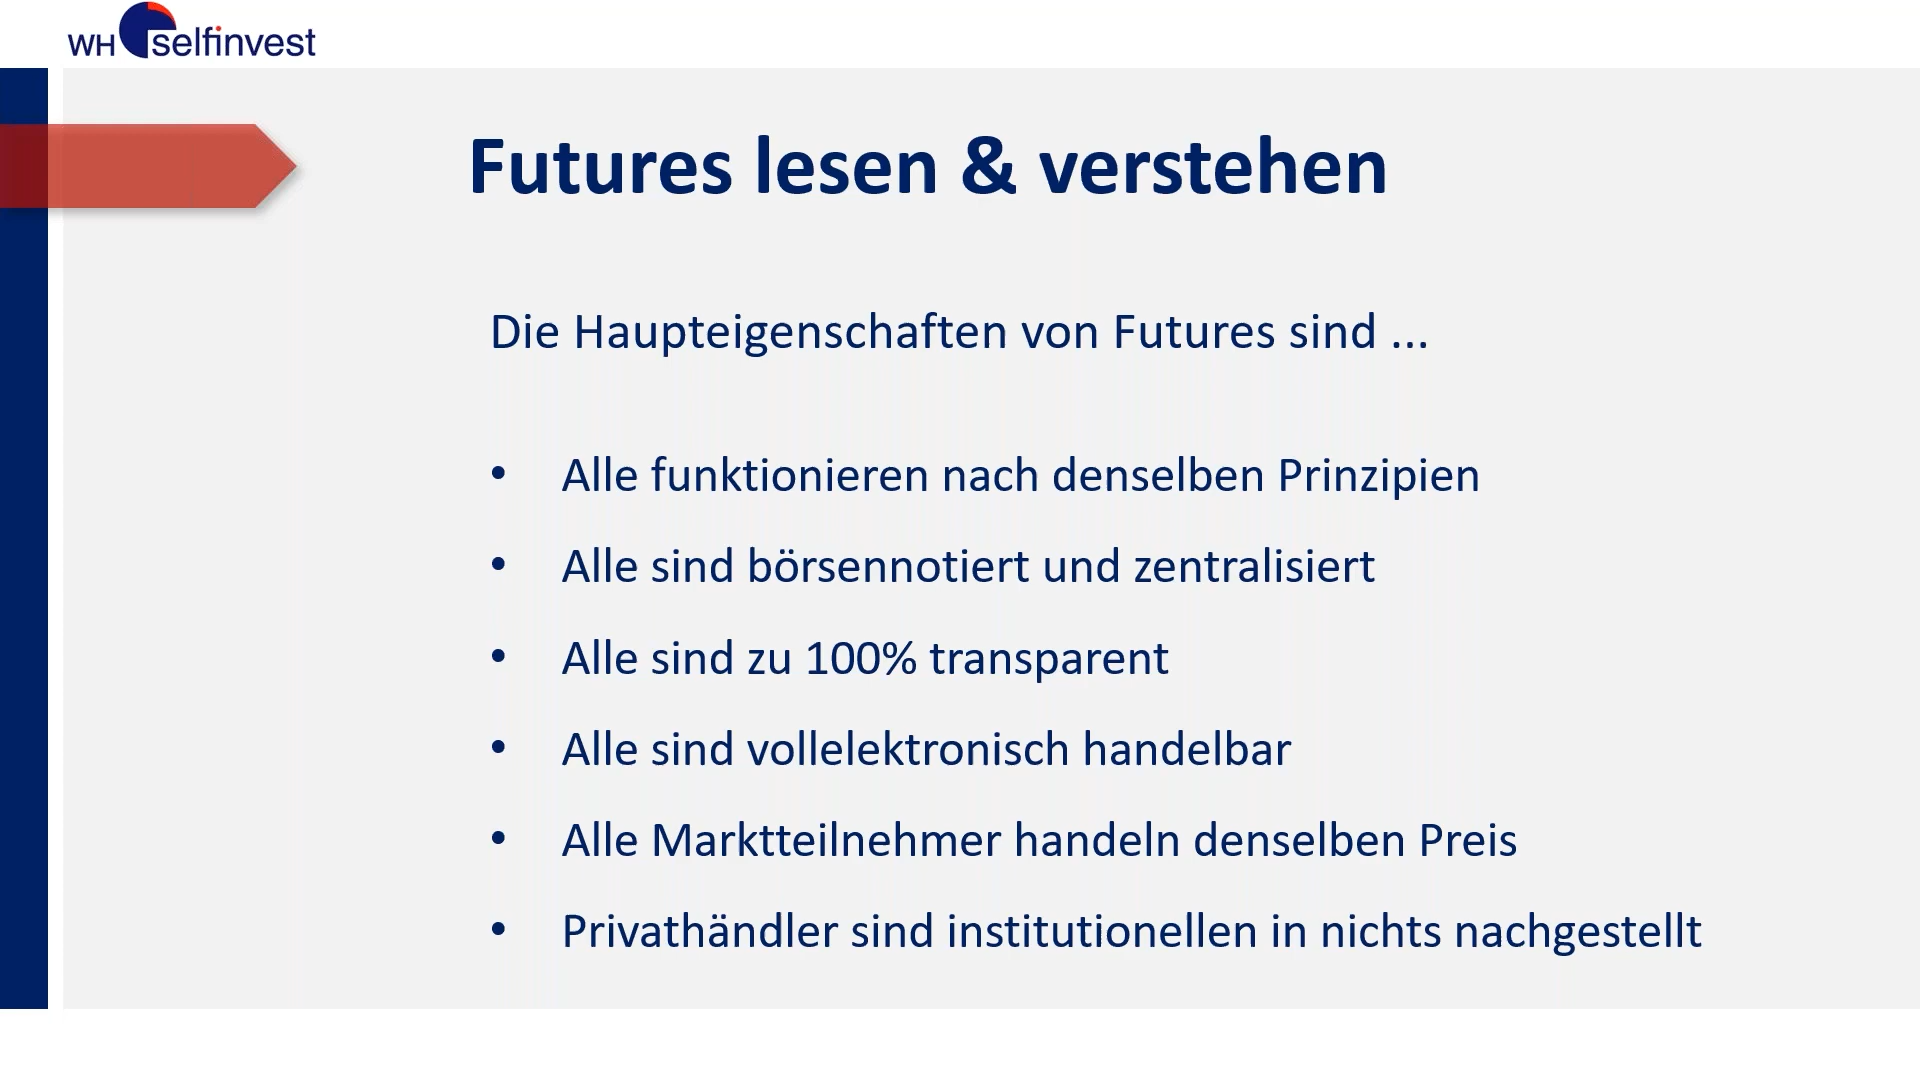 WH selfinvest
Futures lesen & verstehen
Die Haupteigenschaften von Futures sind ...
• Alle funktionieren nach denselben Prinzipien
• Alle sind börsennotiert und zentralisiert
• Alle sind zu 100% transparent
• Alle sind vollelektronisch handelbar
• Alle Marktteilnehmer handeln denselben Preis
• Privathändler sind institutionellen in nichts nachgestellt